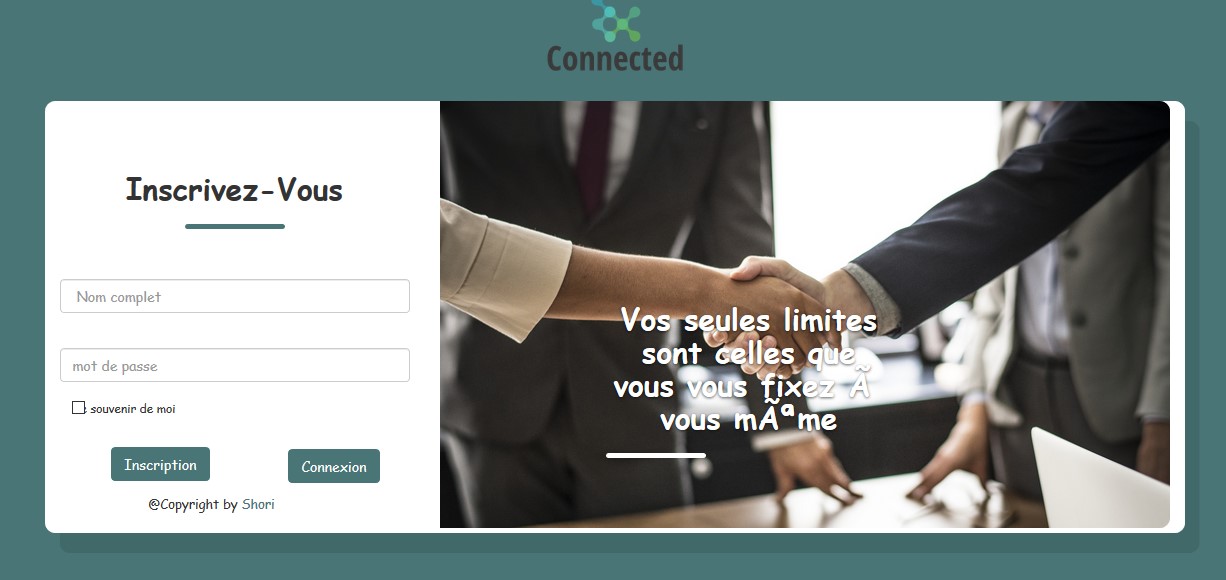 Connected
Inscrivez-Vous
Nom complet
mot de passe
souvenir de moi
Inscription
Connexion
@Copyright by Shori
Vos seules limites
sont celles que
vous vous fixez Ã
vous mÃªme